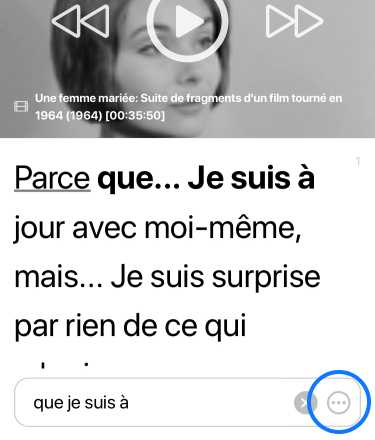 Une femme mariée: Suite de fragments d'un film tourné en
1964 (1964) [00:35:50]
1
Parce que... Je suis à
jour avec moi-même,
mais... Je suis surprise
par rien de ce qui
que je suis à